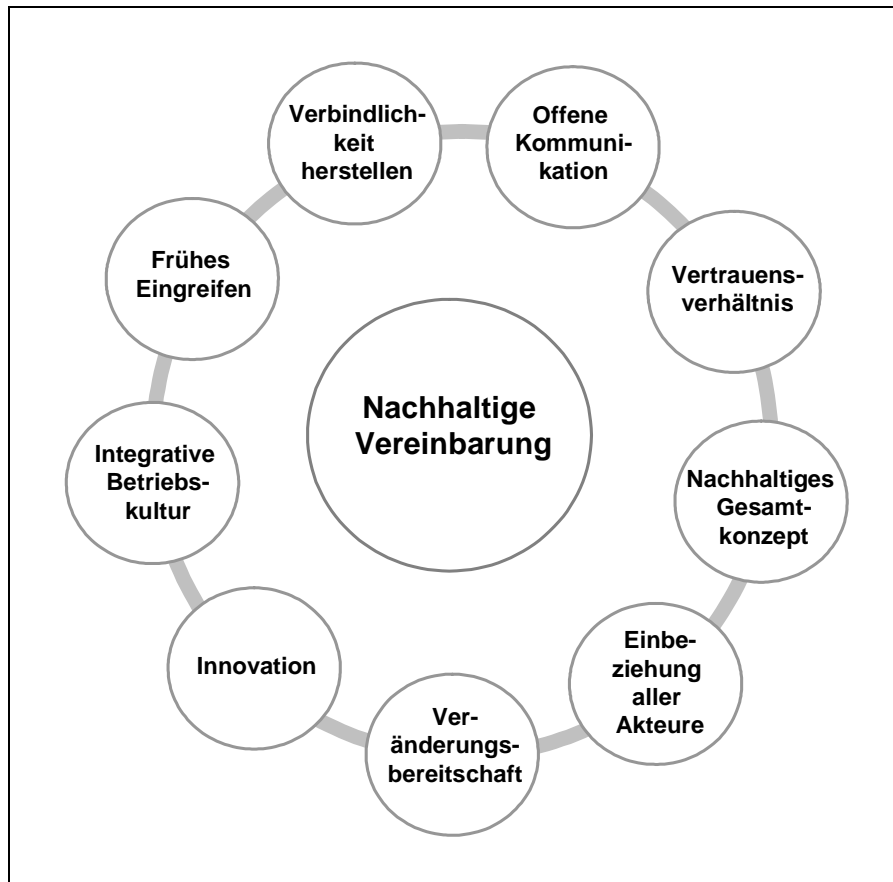 Verbindlich-
keit
herstellen
Offene
Kommuni-
kation
Vertrauens-
verhältnis
Nachhaltiges
Gesamt-
konzept
Einbe-
ziehung
aller
Akteure
Ver-
änderungs-
bereitschaft
Innovation
Integrative
Betriebs-
kultur
Frühes
Eingreifen
Nachhaltige
Vereinbarung